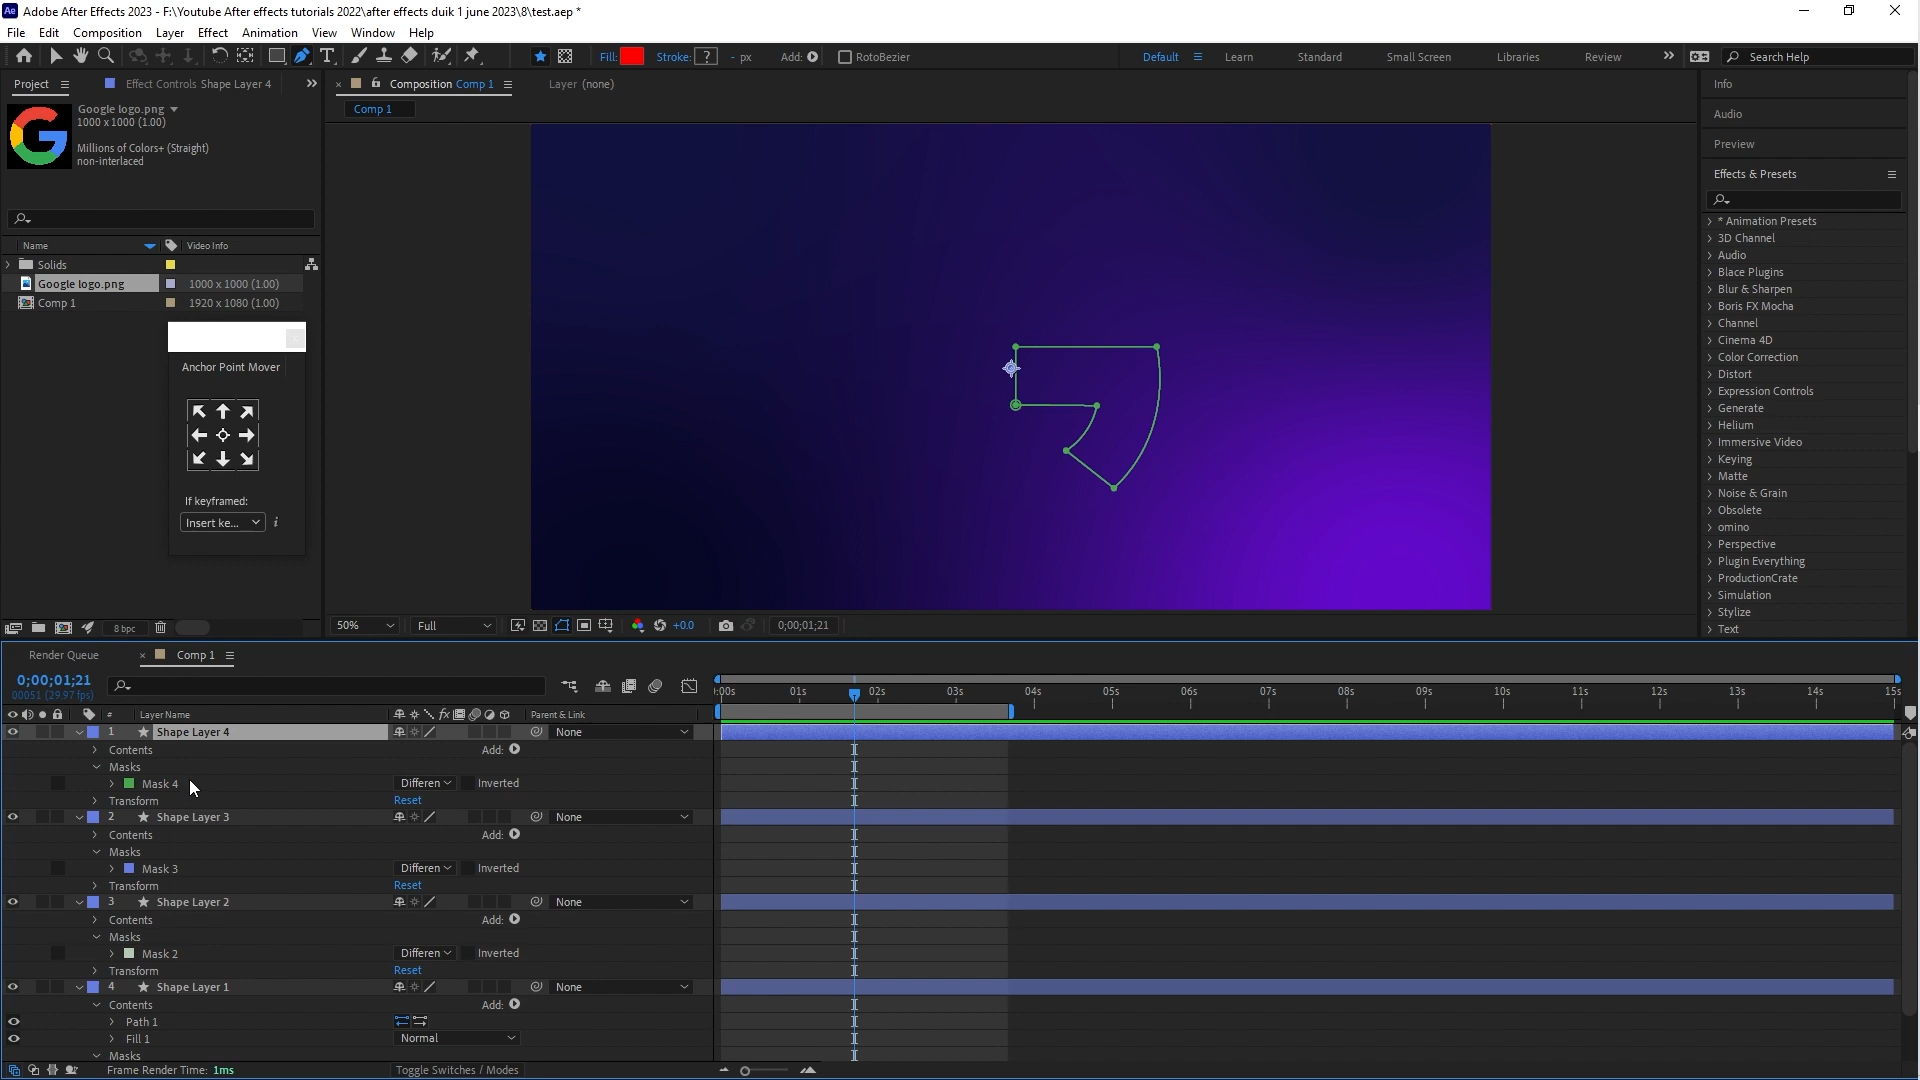 Adobe After Effects 2023 - F:\Youtube After effects tutorials 2022\after effects duik 1 june 2023\8\test.aep *
File Edit Composition Layer Effect Animation View Window Help
Fill: Stroke: ? - px Add: RotoBezier Default Learn Standard Small Screen Libraries Review Search Help
Project Effect Controls Shape Layer 4 Composition Comp 1 Layer (none)
Google logo.png
1000 x 1000 (1.00)
Millions of Colors+ (Straight)
non-interlaced
Comp 1
Name Video Info
Solids
Google logo.png 1000 x 1000 (1.00)
Comp 1 1920 x 1080 (1.00)
Anchor Point Mover
If keyframed:
Insert ke...
8 bpc
50% Full +0.0 0;00;01;21
Info
Audio
Preview
Effects & Presets
* Animation Presets
3D Channel
Audio
Blace Plugins
Blur & Sharpen
Boris FX Mocha
Channel
Cinema 4D
Color Correction
Distort
Expression Controls
Generate
Helium
Immersive Video
Keying
Matte
Noise & Grain
Obsolete
omino
Perspective
Plugin Everything
ProductionCrate
Simulation
Stylize
Text
Render Queue Comp 1
0;00;01;21
00051 (29.97 fps)
:00s 01s 02s 03s 04s 05s 06s 07s 08s 09s 10s 11s 12s 13s 14s 15s
# Layer Name fx Parent & Link
1 Shape Layer 4 None
Contents Add:
Masks
Mask 4 Differen Inverted
Transform Reset
2 Shape Layer 3 None
Contents Add:
Masks
Mask 3 Differen Inverted
Transform Reset
3 Shape Layer 2 None
Contents Add:
Masks
Mask 2 Differen Inverted
Transform Reset
4 Shape Layer 1 None
Contents Add:
Path 1
Fill 1 Normal
Masks
Frame Render Time: 1ms Toggle Switches / Modes